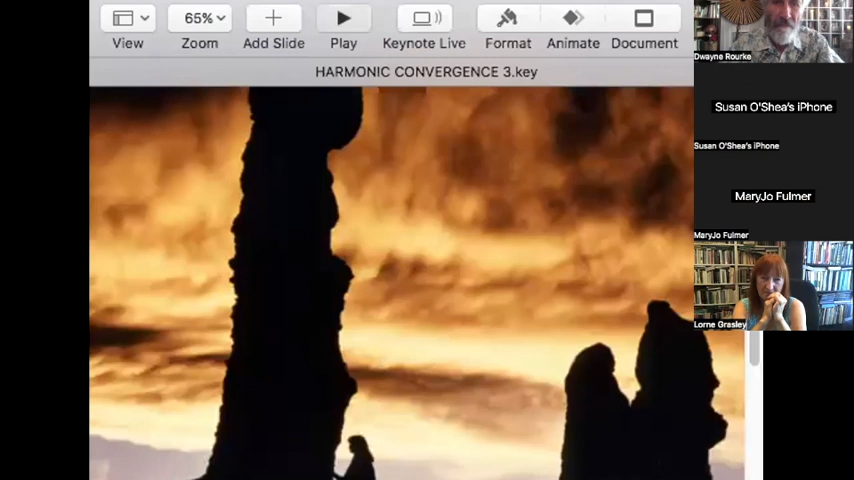 View
65%
Zoom
Add Slide
Play
Keynote Live
Format
Animate
Document
HARMONIC CONVERGENCE 3.key
Dwayne Rourke
Susan O'Shea's iPhone
Susan O'Shea's iPhone
MaryJo Fulmer
MaryJo Fulmer
Lorne Grasley